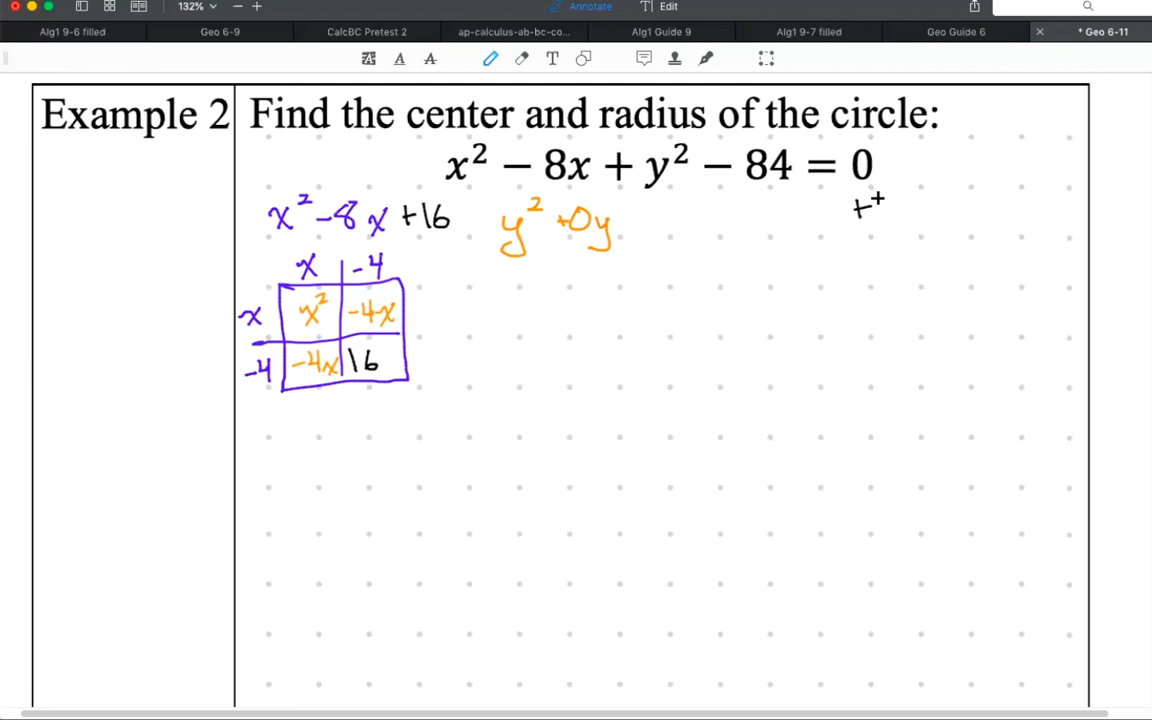 132% Annotate Edit
Alg1 9-6 filled Geo 6-9 CalcBC Pretest 2 ap-calculus-ab-bc-co... Alg1 Guide 9 Alg1 9-7 filled Geo Guide 6 * Geo 6-11
Example 2 Find the center and radius of the circle:
x² − 8x + y² − 84 = 0
x² -8x +16 y² +0y ++
x -4
x x² -4x
-4 -4x 16